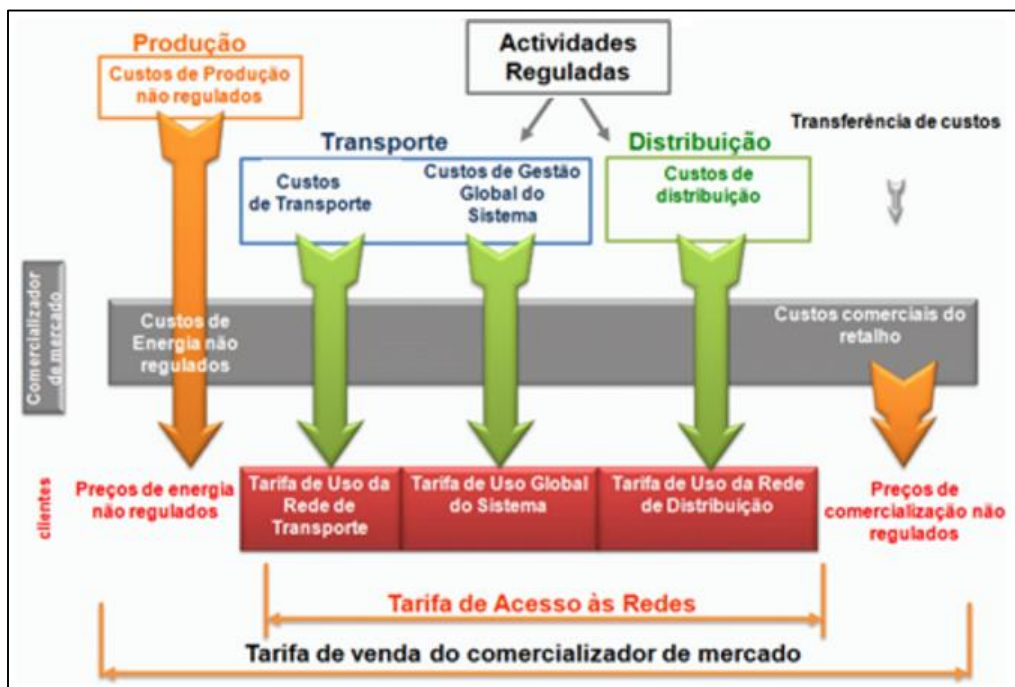 Produção
Custos de Produção
não regulados
Actividades
Reguladas
Transferência de custos
Transporte
Custos
de Transporte
Custos de Gestão
Global do
Sistema
Distribuição
Custos de
distribuição
Comercializador
de mercado
Custos de
Energia não
regulados
Custos comerciais do
retalho
clientes
Preços de energia
não regulados
Tarifa de Uso da
Rede de
Transporte
Tarifa de Uso Global
do Sistema
Tarifa de Uso da Rede
de Distribuição
Preços de
comercialização não
regulados
Tarifa de Acesso às Redes
Tarifa de venda do comercializador de mercado